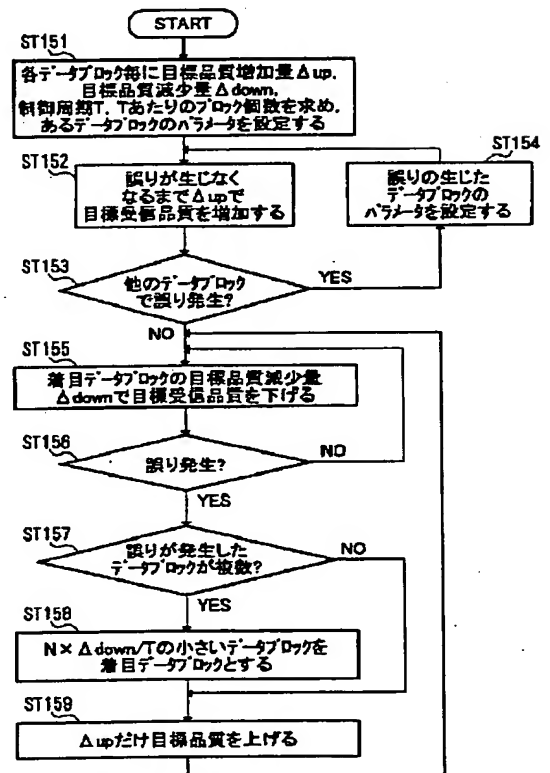 START
ST151
各データブロック毎に目標品質増加量Δup,
目標品質減少量Δdown,
制御周期T, Tあたりのブロック個数を求め,
あるデータブロックのパラメータを設定する
ST152
誤りが生じなく
なるまでΔupで
目標受信品質を増加する
ST154
誤りの生じた
データブロックの
パラメータを設定する
ST153
他のデータブロック
で誤り発生?
YES
NO
ST155
着目データブロックの目標品質減少量
Δdownで目標受信品質を下げる
ST156
誤り発生?
NO
YES
ST157
誤りが発生した
データブロックが複数?
NO
YES
ST158
N×Δdown/Tの小さいデータブロックを
着目データブロックとする
ST159
Δupだけ目標品質を上げる